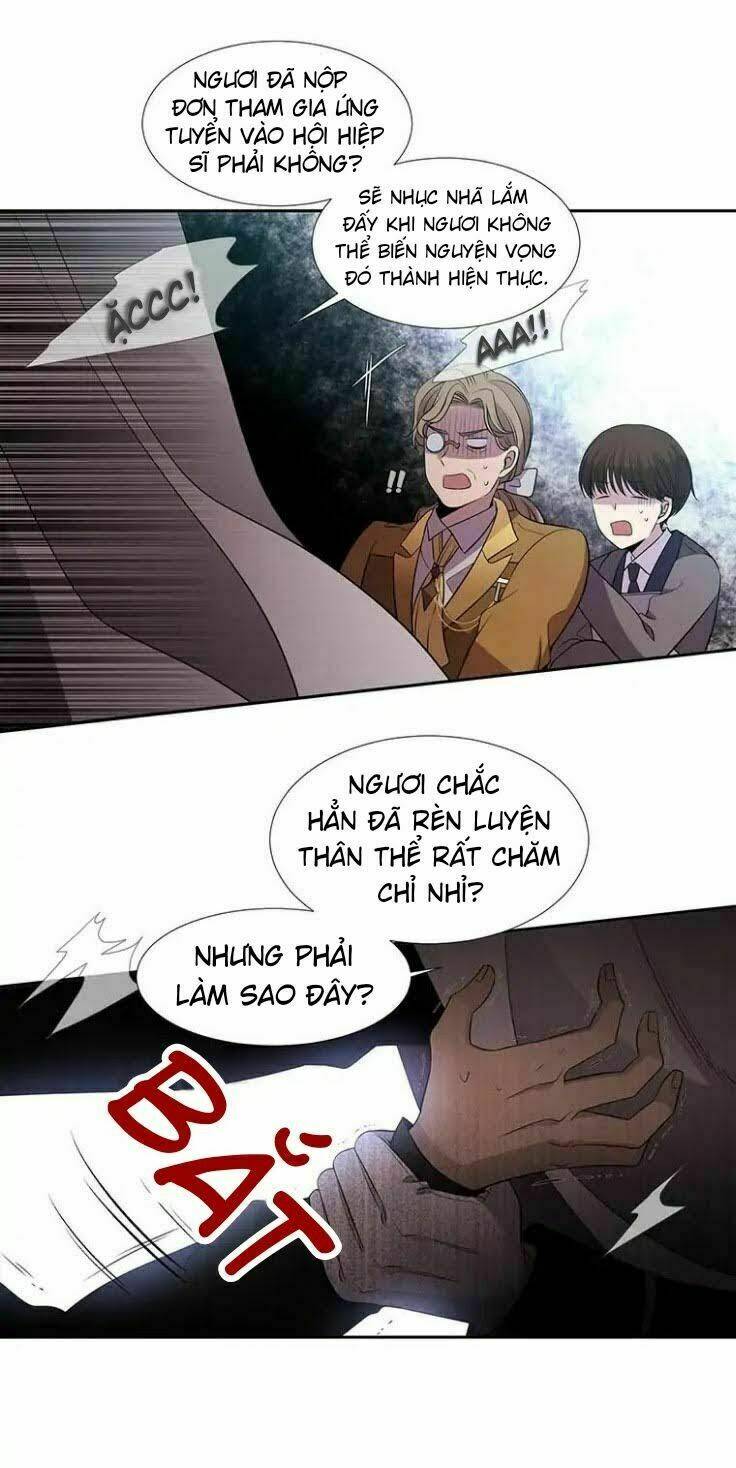 NGƯƠI ĐÃ NỘP
ĐƠN THAM GIA ỨNG
TUYỂN VÀO HỘI HIỆP
SĨ PHẢI KHÔNG?
SẼ NHỤC NHÃ LẮM
ĐẤY KHI NGƯƠI KHÔNG
THỂ BIẾN NGUYỆN VỌNG
ĐÓ THÀNH HIỆN THỰC.
ẶCCC!
AAA!!
!!
NGƯƠI CHẮC
HẲN ĐÃ RÈN LUYỆN
THÂN THỂ RẤT CHĂM
CHỈ NHỈ?
NHƯNG PHẢI
LÀM SAO ĐÂY?
BẮT